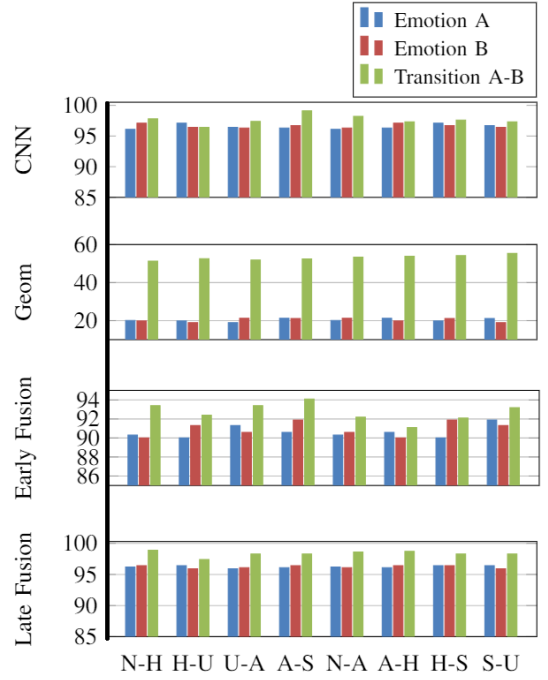 Emotion A
Emotion B
Transition A-B
100
95
90
85
CNN
60
40
20
Geom
94
92
90
88
86
Early Fusion
100
95
90
85
Late Fusion
N-H H-U U-A A-S N-A A-H H-S S-U